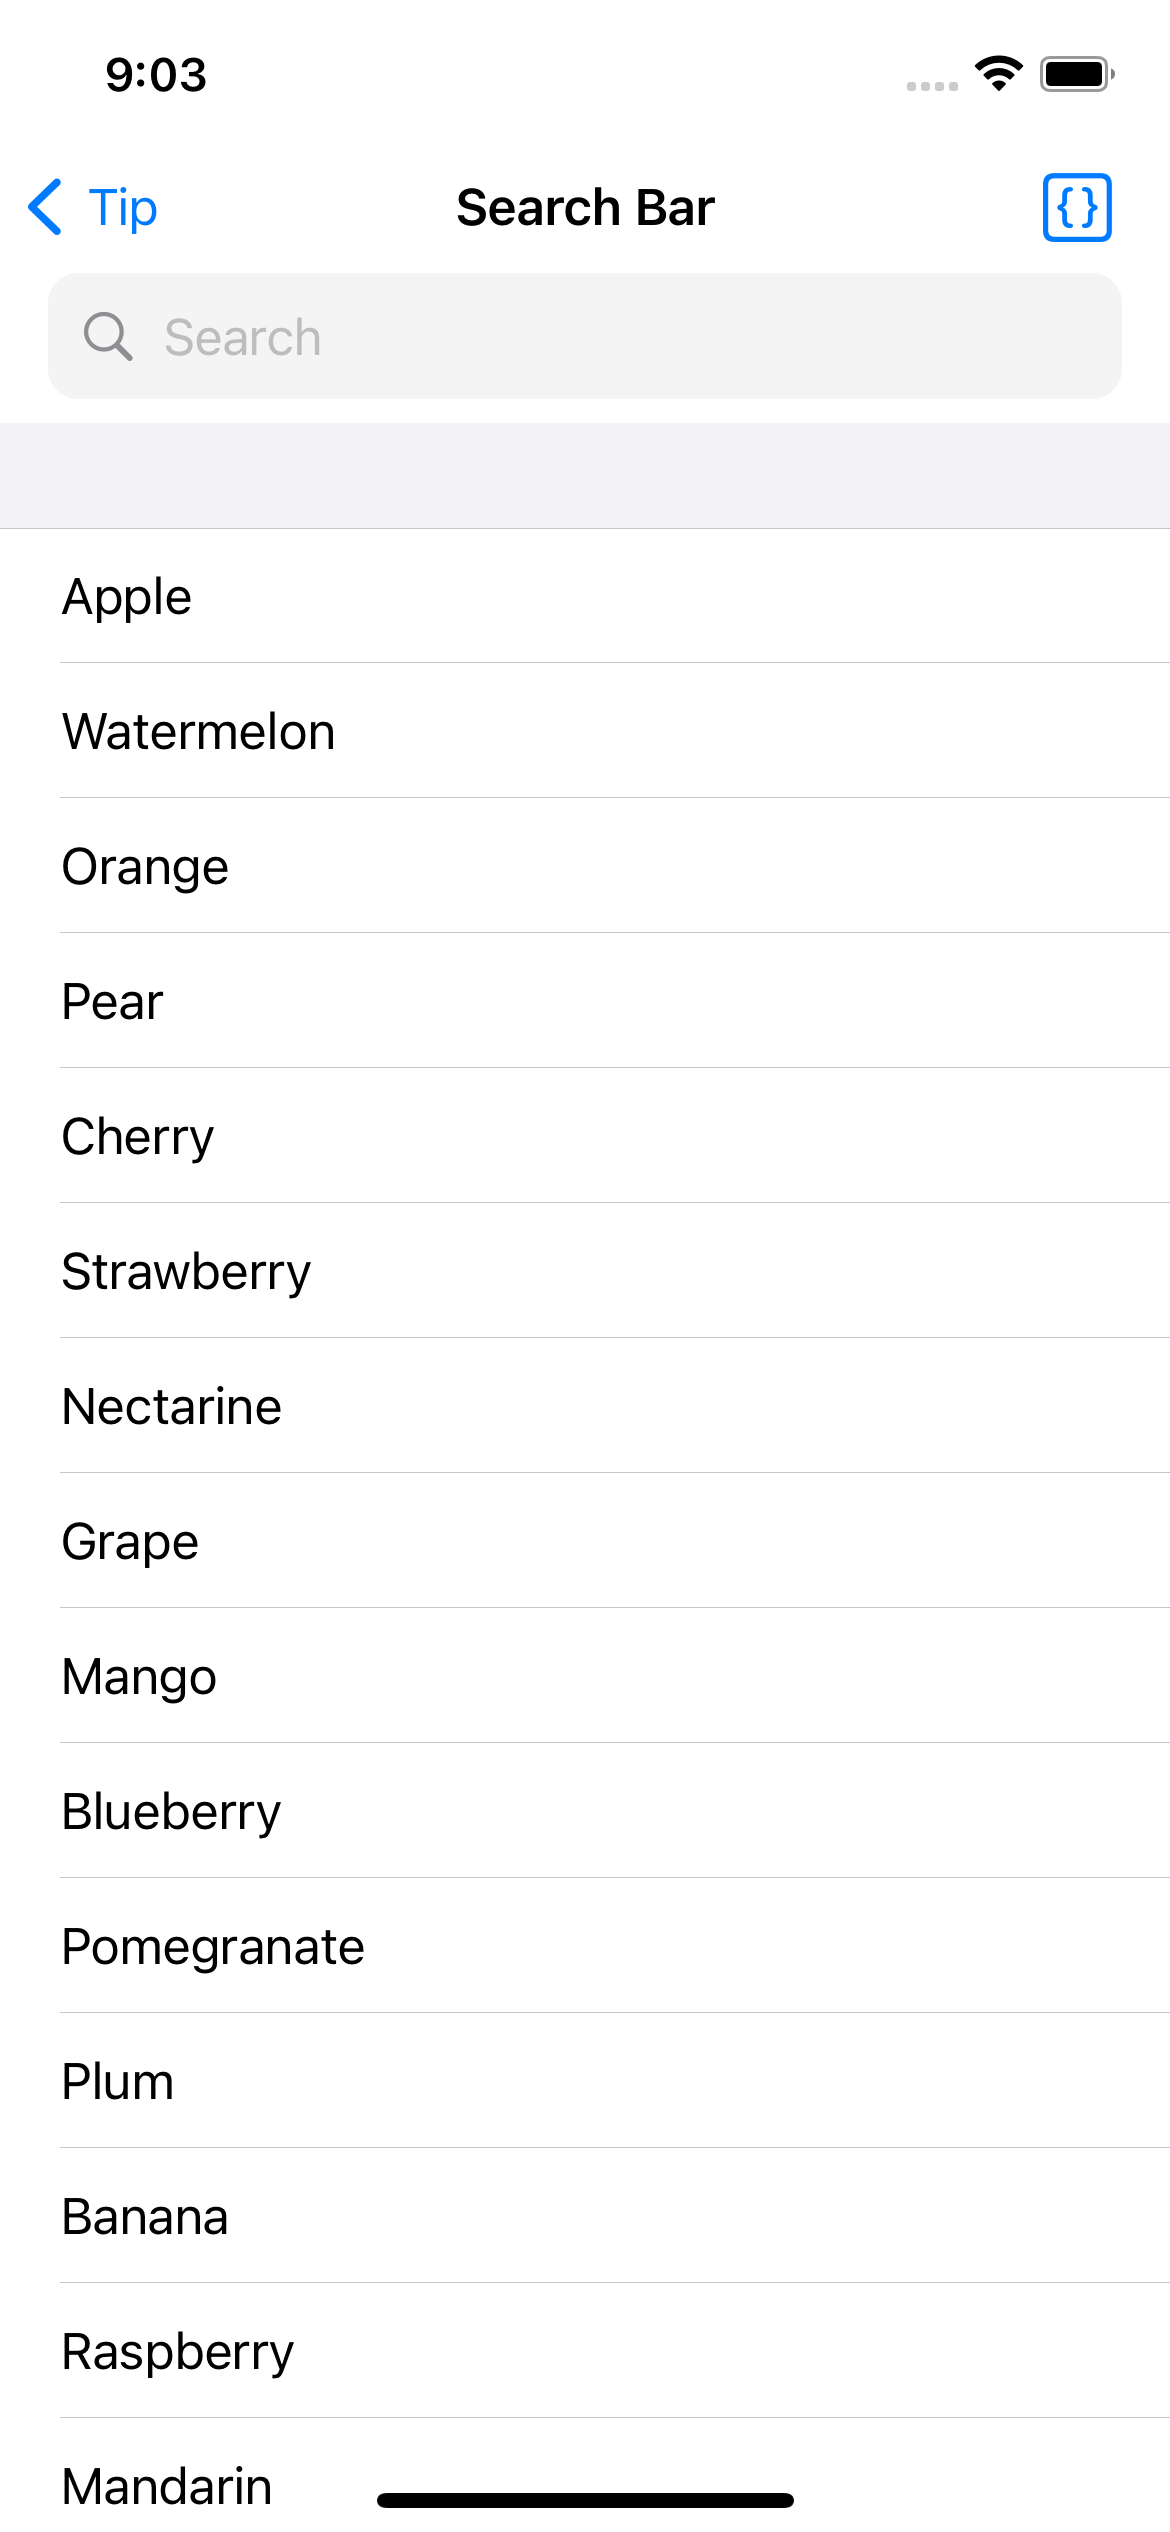 9:03
Tip
Search Bar
{}
Search
Apple
Watermelon
Orange
Pear
Cherry
Strawberry
Nectarine
Grape
Mango
Blueberry
Pomegranate
Plum
Banana
Raspberry
Mandarin